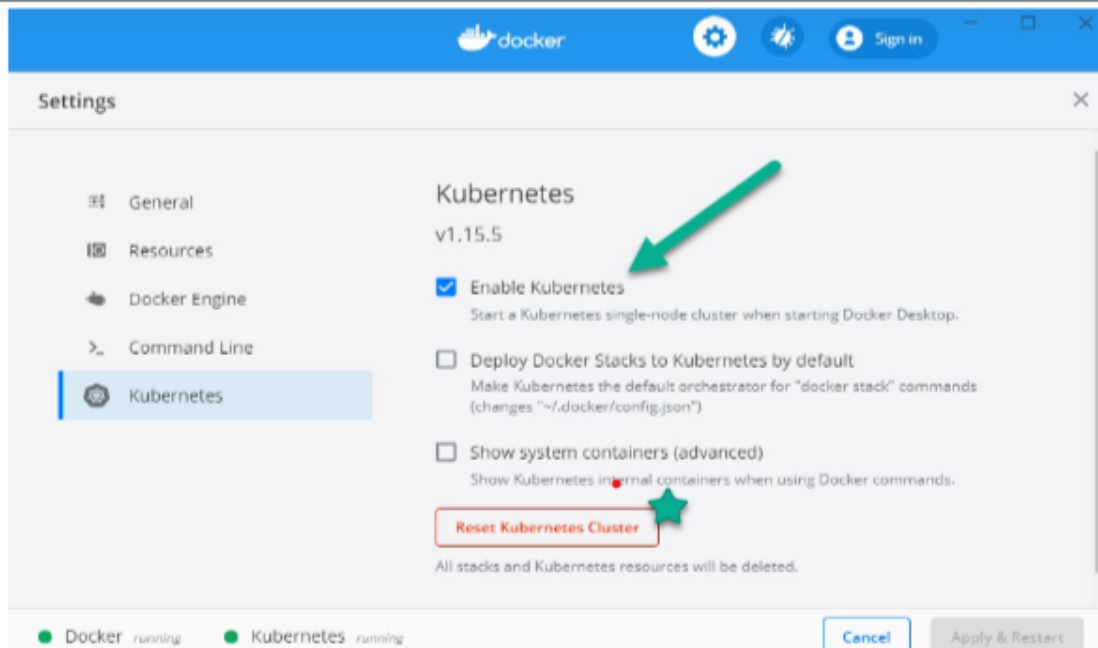 docker
Sign in
Settings
General
Resources
Docker Engine
Command Line
Kubernetes
Kubernetes
v1.15.5
Enable Kubernetes
Start a Kubernetes single-node cluster when starting Docker Desktop.
Deploy Docker Stacks to Kubernetes by default
Make Kubernetes the default orchestrator for "docker stack" commands
(changes "~/.docker/config.json")
Show system containers (advanced)
Show Kubernetes internal containers when using Docker commands.
Reset Kubernetes Cluster
All stacks and Kubernetes resources will be deleted.
Docker running
Kubernetes running
Cancel
Apply & Restart